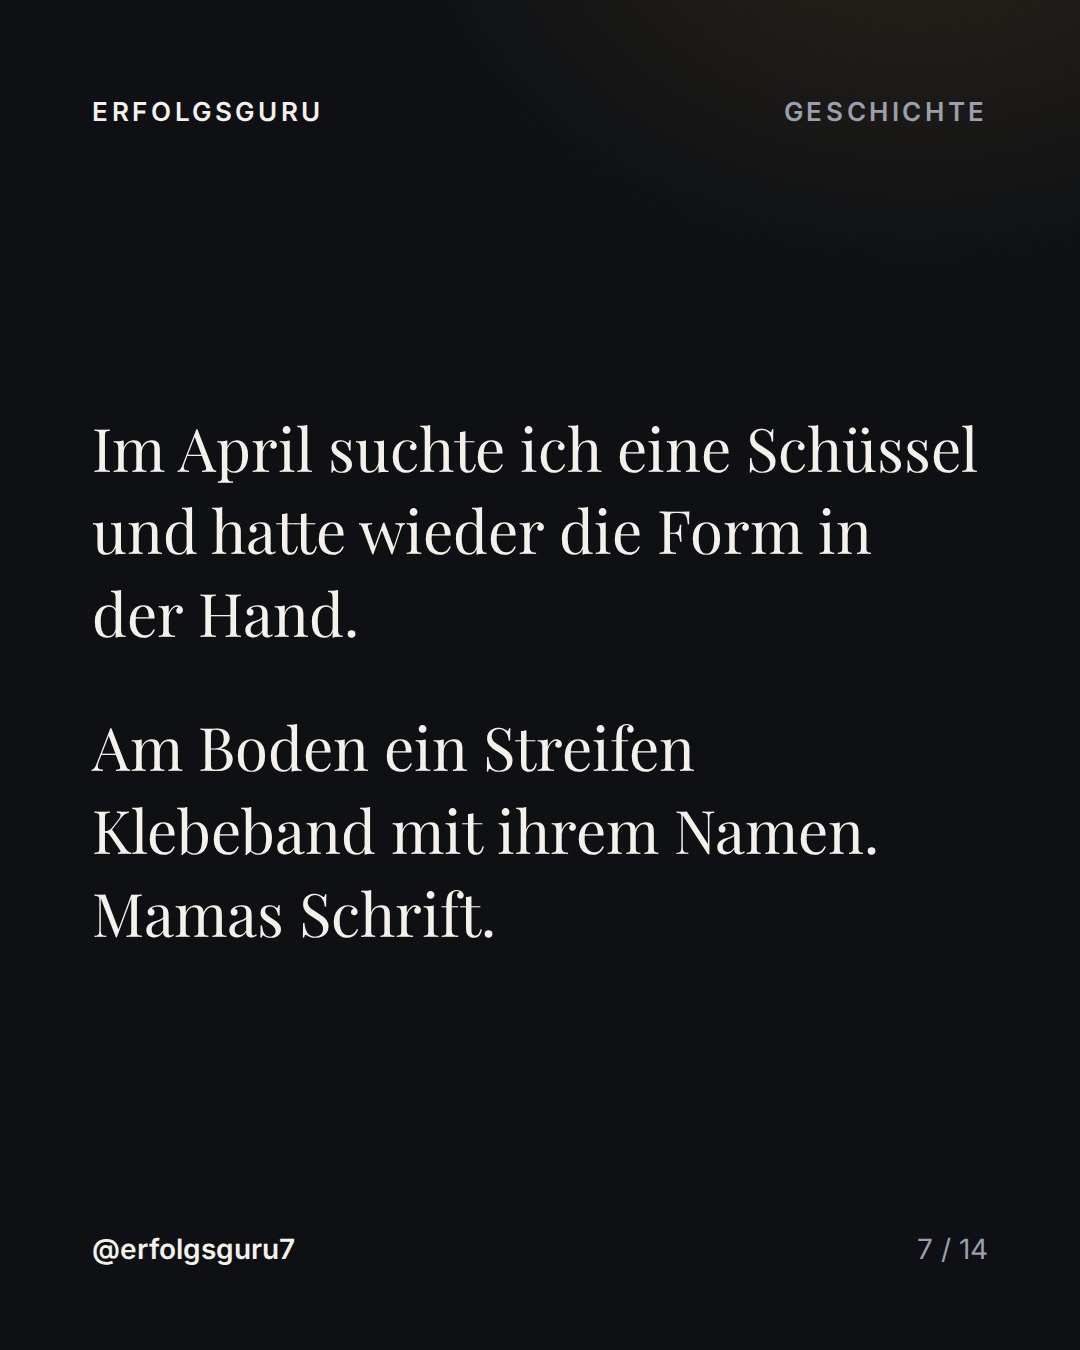 ERFOLGSGURU
GESCHICHTE
Im April suchte ich eine Schüssel
und hatte wieder die Form in
der Hand.
Am Boden ein Streifen
Klebeband mit ihrem Namen.
Mamas Schrift.
@erfolgsguru7
7 / 14